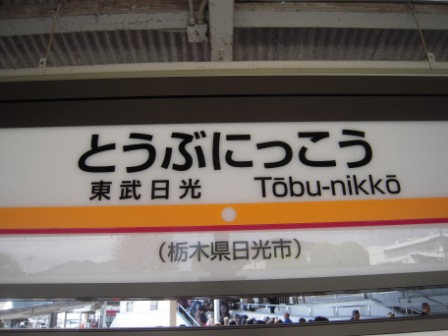 とうぶにっこう
東武日光 Tōbu-nikkō
(栃木県日光市)